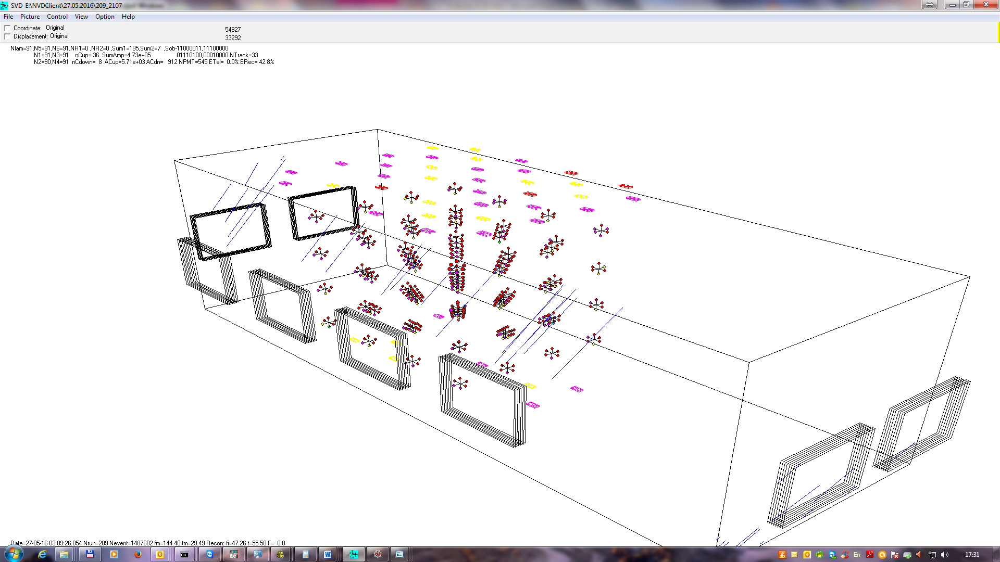 SVD-E:\NVDClient\27.05.2016\209_2107
File Picture Control View Option Help
Coordinate: Original 54827
Displasement: Original 33292
Nlam=91,N5=91,N6=91,NR1=0 ,NR2=0 ,Sum1=195,Sum2=7 ,Sob-11000011,11100000
N1=91,N3=91 nCup= 36 SumAmp=4.73e+05 01110100,00010000 NTrack=33
N2=90,N4=91 nCdown= 8 ACup=5.71e+03 ACdn= 912 NPMT=545 ETel= 0.0% ERec= 42.8%
Date=27-05-16 03:09:26.054 Nrun=209 Nevent=1487682 fm=144.40 tm=29.49 Recon: fi=47.26 t=55.58 F= 0.0
En 17:31